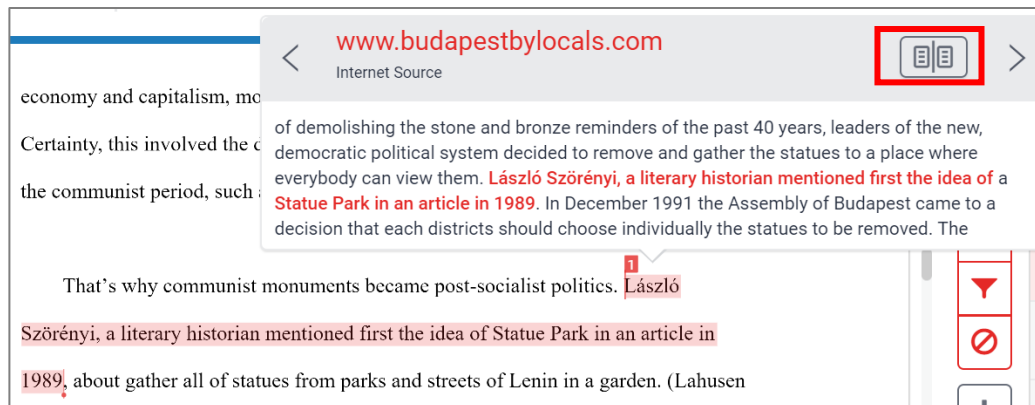 www.budapestbylocals.com
Internet Source
of demolishing the stone and bronze reminders of the past 40 years, leaders of the new,
democratic political system decided to remove and gather the statues to a place where
everybody can view them. László Szörényi, a literary historian mentioned first the idea of a
Statue Park in an article in 1989. In December 1991 the Assembly of Budapest came to a
decision that each districts should choose individually the statues to be removed. The
economy and capitalism, mo
Certainty, this involved the d
the communist period, such
1
That’s why communist monuments became post-socialist politics. László
Szörényi, a literary historian mentioned first the idea of Statue Park in an article in
1989, about gather all of statues from parks and streets of Lenin in a garden. (Lahusen